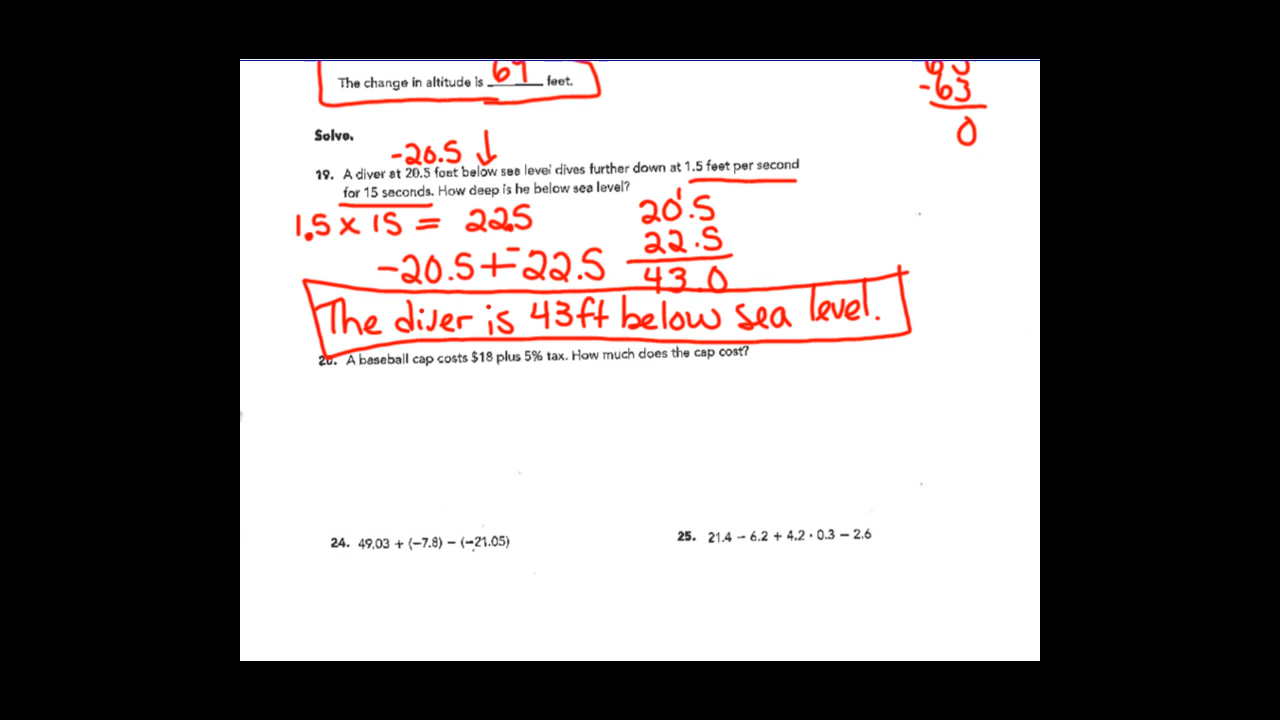 The change in altitude is 69 feet.
-63
0
Solve.
-20.5 ↓
19. A diver at 20.5 feet below sea level dives further down at 1.5 feet per second
for 15 seconds. How deep is he below sea level?
1.5 x 15 = 22.5
20.5
22.5
43.0
-20.5 + -22.5
The diver is 43ft below sea level.
20. A baseball cap costs $18 plus 5% tax. How much does the cap cost?
24. 49.03 + (−7.8) − (−21.05)
25. 21.4 − 6.2 + 4.2 · 0.3 − 2.6